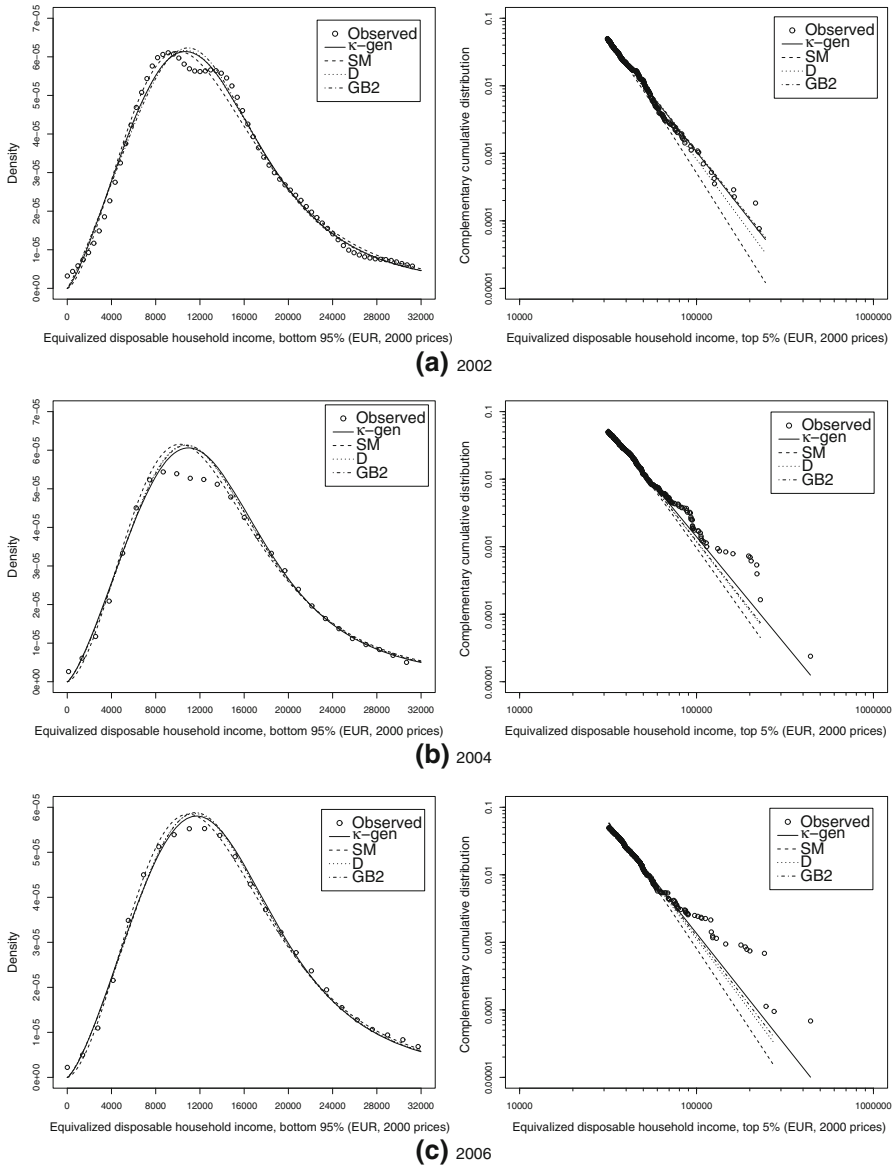 Density
0e+00 1e-05 2e-05 3e-05 4e-05 5e-05 6e-05 7e-05
Observed
κ-gen
SM
D
GB2
0 4000 8000 12000 16000 20000 24000 28000 32000
Equivalized disposable household income, bottom 95% (EUR, 2000 prices)
Complementary cumulative distribution
0.1
0.01
0.001
0.0001
0.00001
Observed
κ-gen
SM
D
GB2
10000 100000 1000000
Equivalized disposable household income, top 5% (EUR, 2000 prices)
(a) 2002
Density
0e+00 1e-05 2e-05 3e-05 4e-05 5e-05 6e-05 7e-05
Observed
κ-gen
SM
D
GB2
0 4000 8000 12000 16000 20000 24000 28000 32000
Equivalized disposable household income, bottom 95% (EUR, 2000 prices)
Complementary cumulative distribution
0.1
0.01
0.001
0.0001
0.00001
Observed
κ-gen
SM
D
GB2
10000 100000 1000000
Equivalized disposable household income, top 5% (EUR, 2000 prices)
(b) 2004
Density
0e+00 1e-05 2e-05 3e-05 4e-05 5e-05 6e-05
Observed
κ-gen
SM
D
GB2
0 4000 8000 12000 16000 20000 24000 28000 32000
Equivalized disposable household income, bottom 95% (EUR, 2000 prices)
Complementary cumulative distribution
0.1
0.01
0.001
0.0001
0.00001
Observed
κ-gen
SM
D
GB2
10000 100000 1000000
Equivalized disposable household income, top 5% (EUR, 2000 prices)
(c) 2006